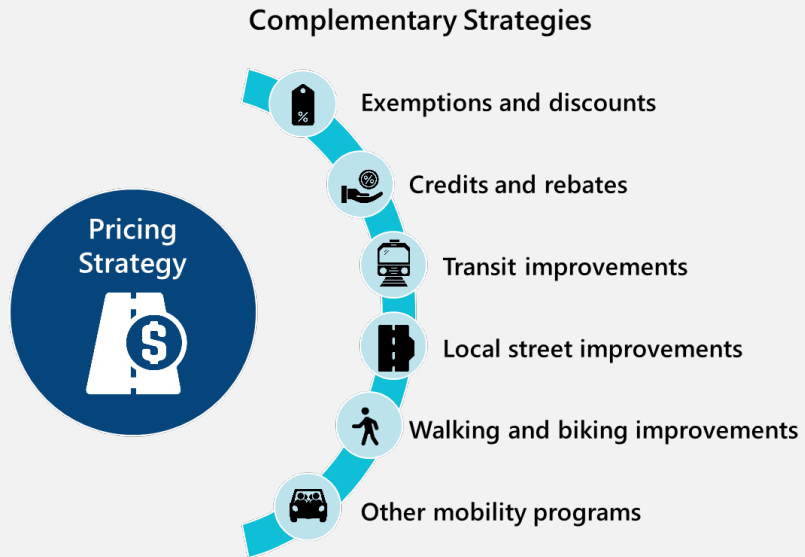 Complementary Strategies
Exemptions and discounts
Credits and rebates
Pricing
Strategy
Transit improvements
$
Local street improvements
Walking and biking improvements
Other mobility programs
%
%